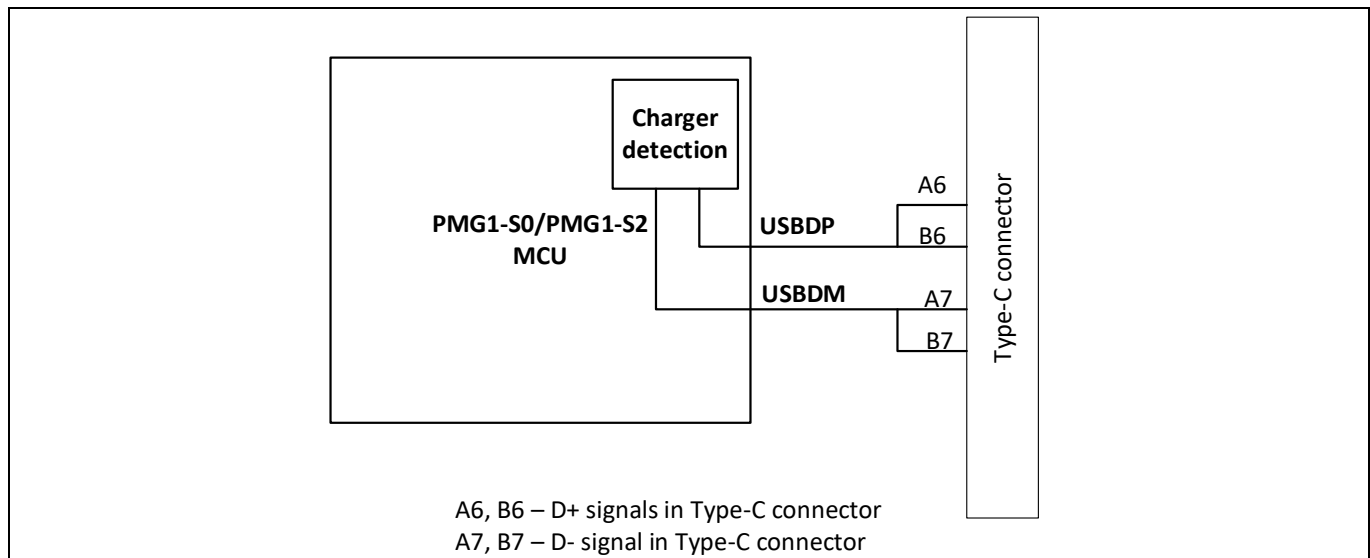 Charger
detection
A6
PMG1-S0/PMG1-S2
MCU
USBDP
B6
USBDM
A7
B7
Type-C connector
A6, B6 – D+ signals in Type-C connector
A7, B7 – D- signal in Type-C connector